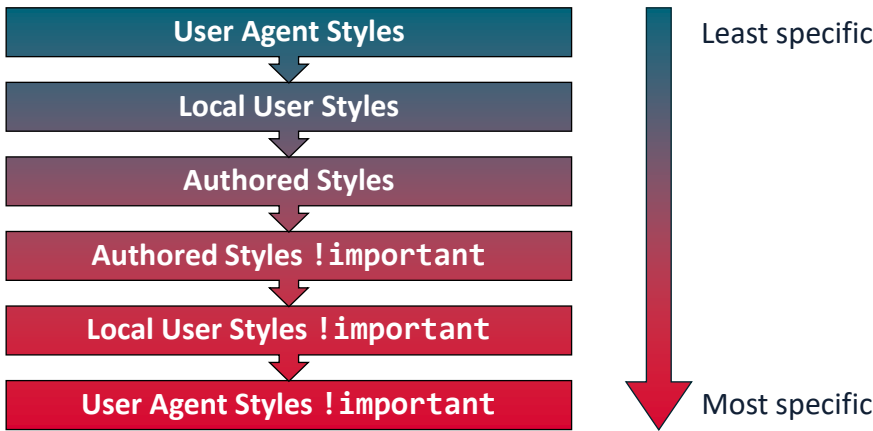 User Agent Styles
Least specific
Local User Styles
Authored Styles
Authored Styles !important
Local User Styles !important
User Agent Styles !important
Most specific